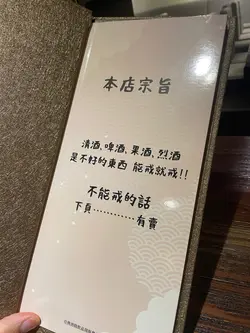 本店宗旨
清酒、啤酒、果酒、烈酒
是不好的東西 能戒就戒!!
不能戒的話
下頁…………有賣